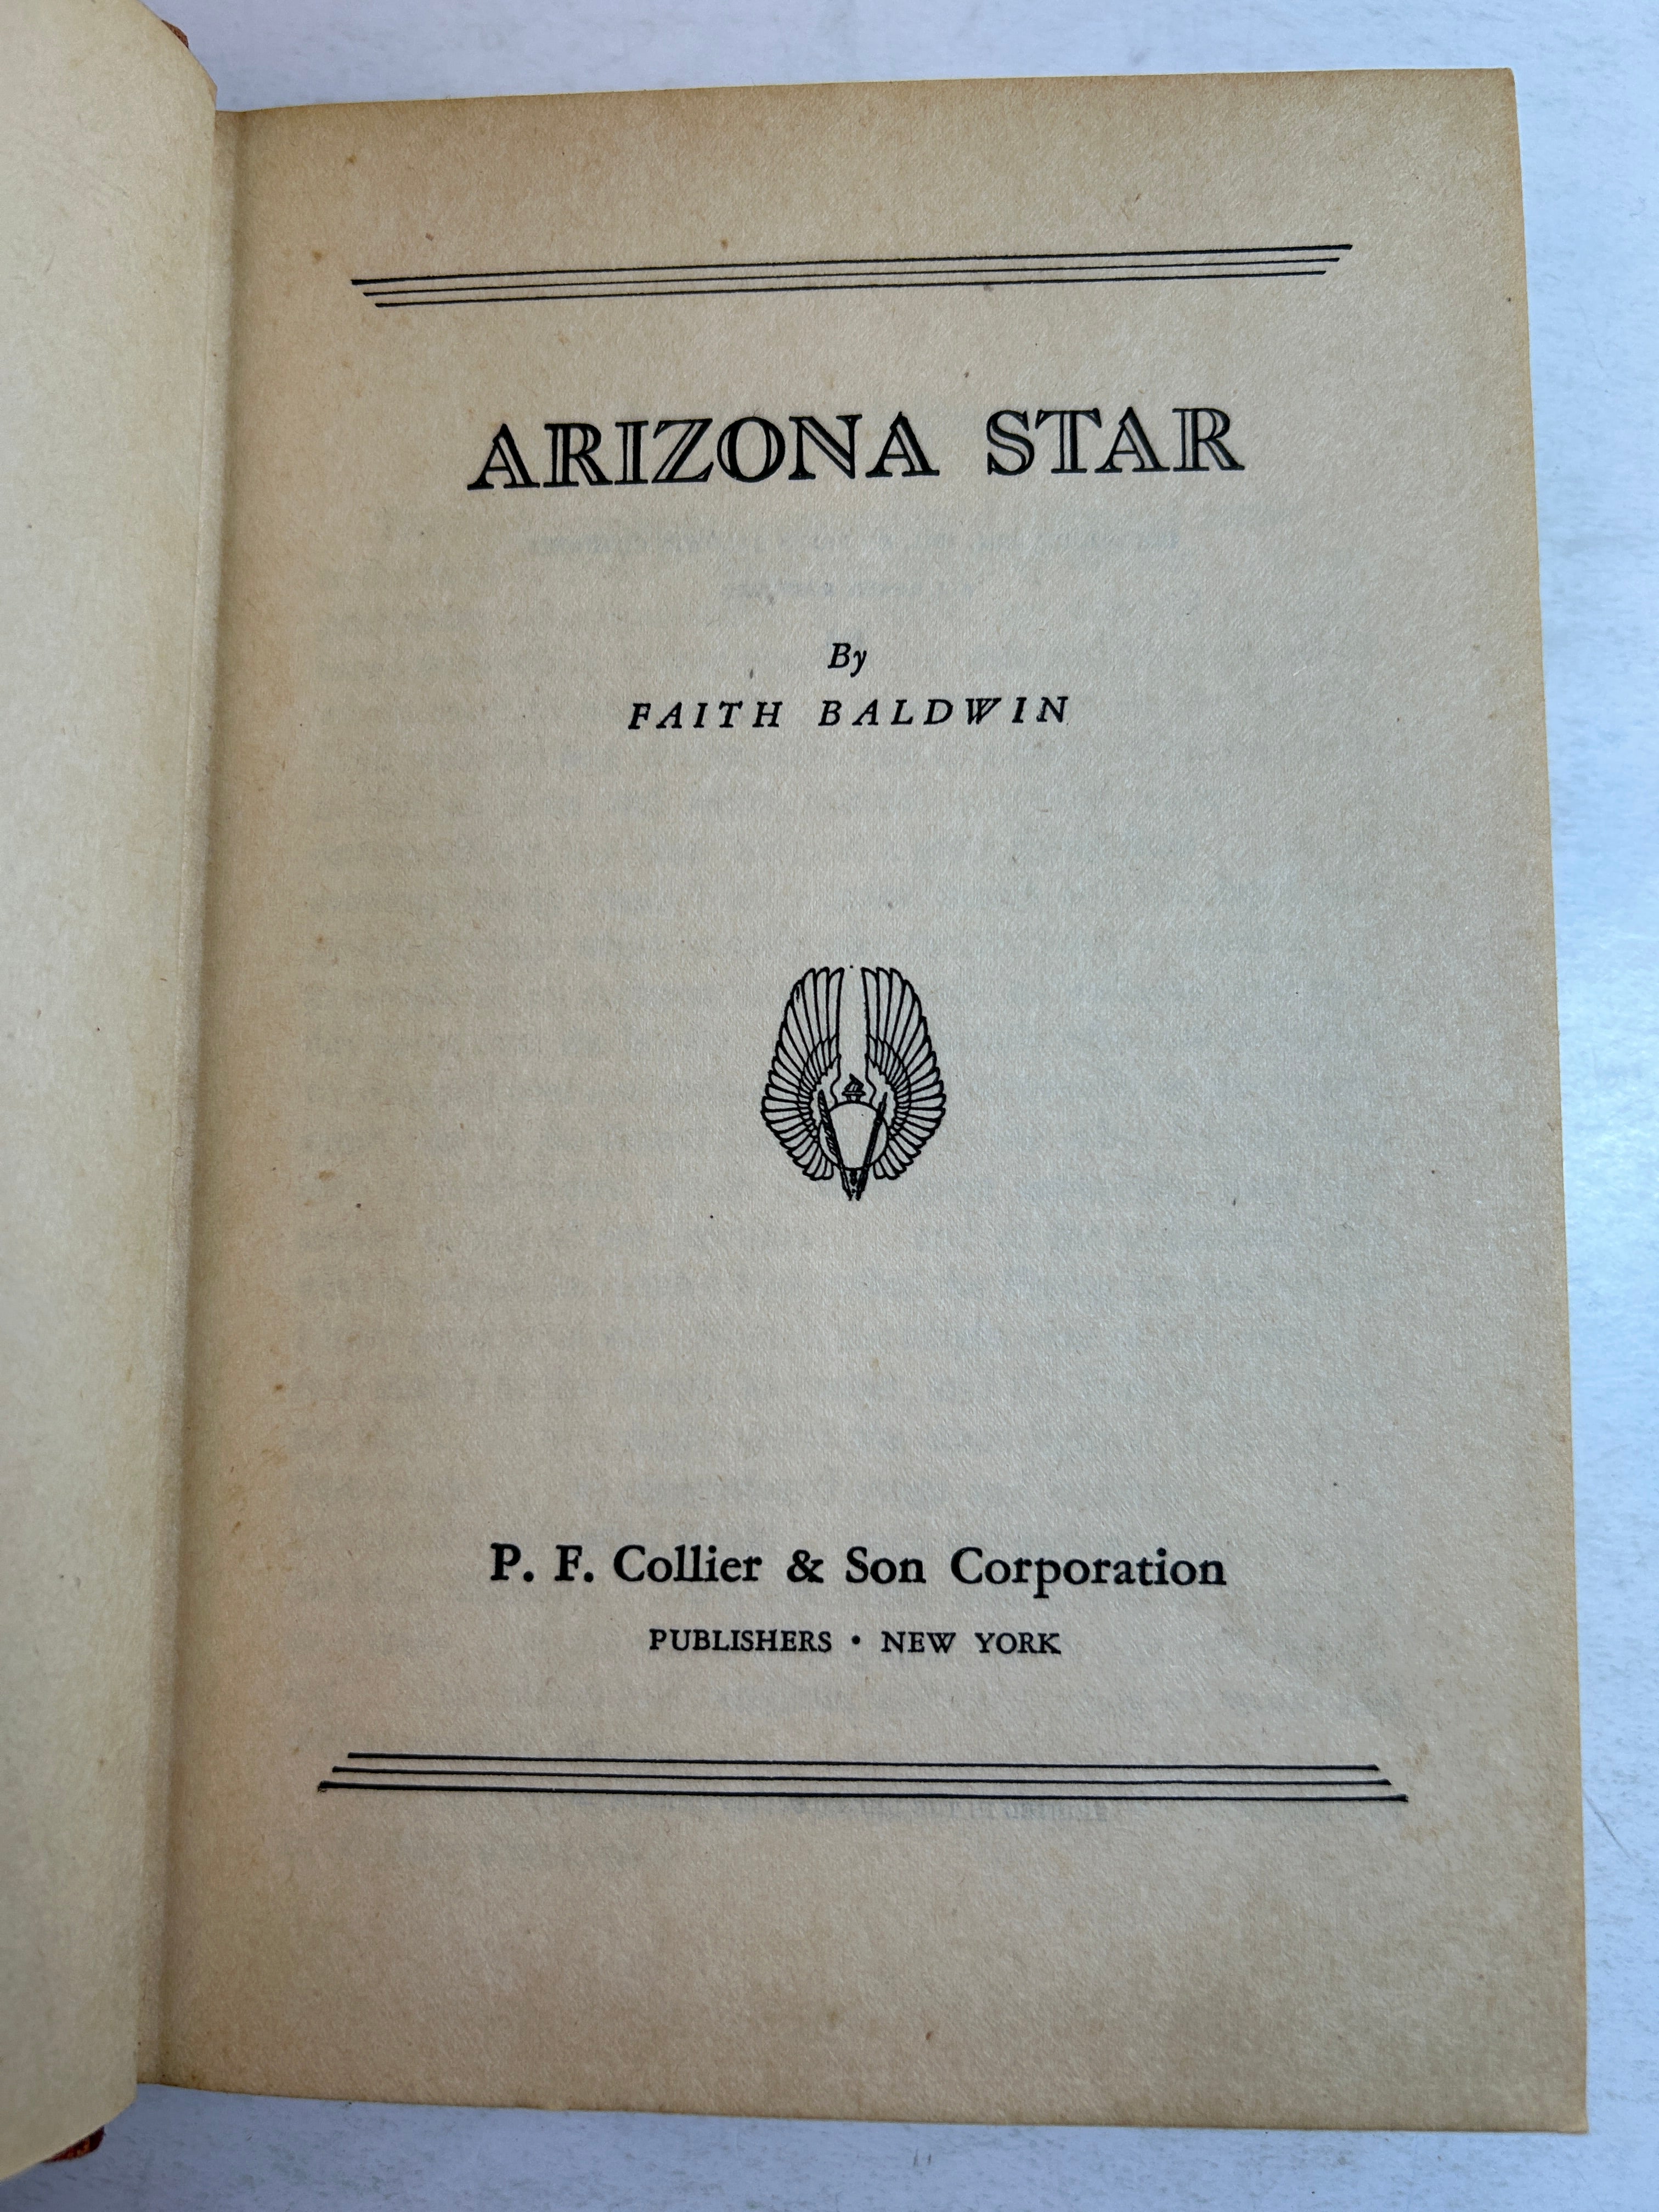 ARIZONA STAR
By
FAITH BALDWIN
P. F. Collier & Son Corporation
PUBLISHERS • NEW YORK